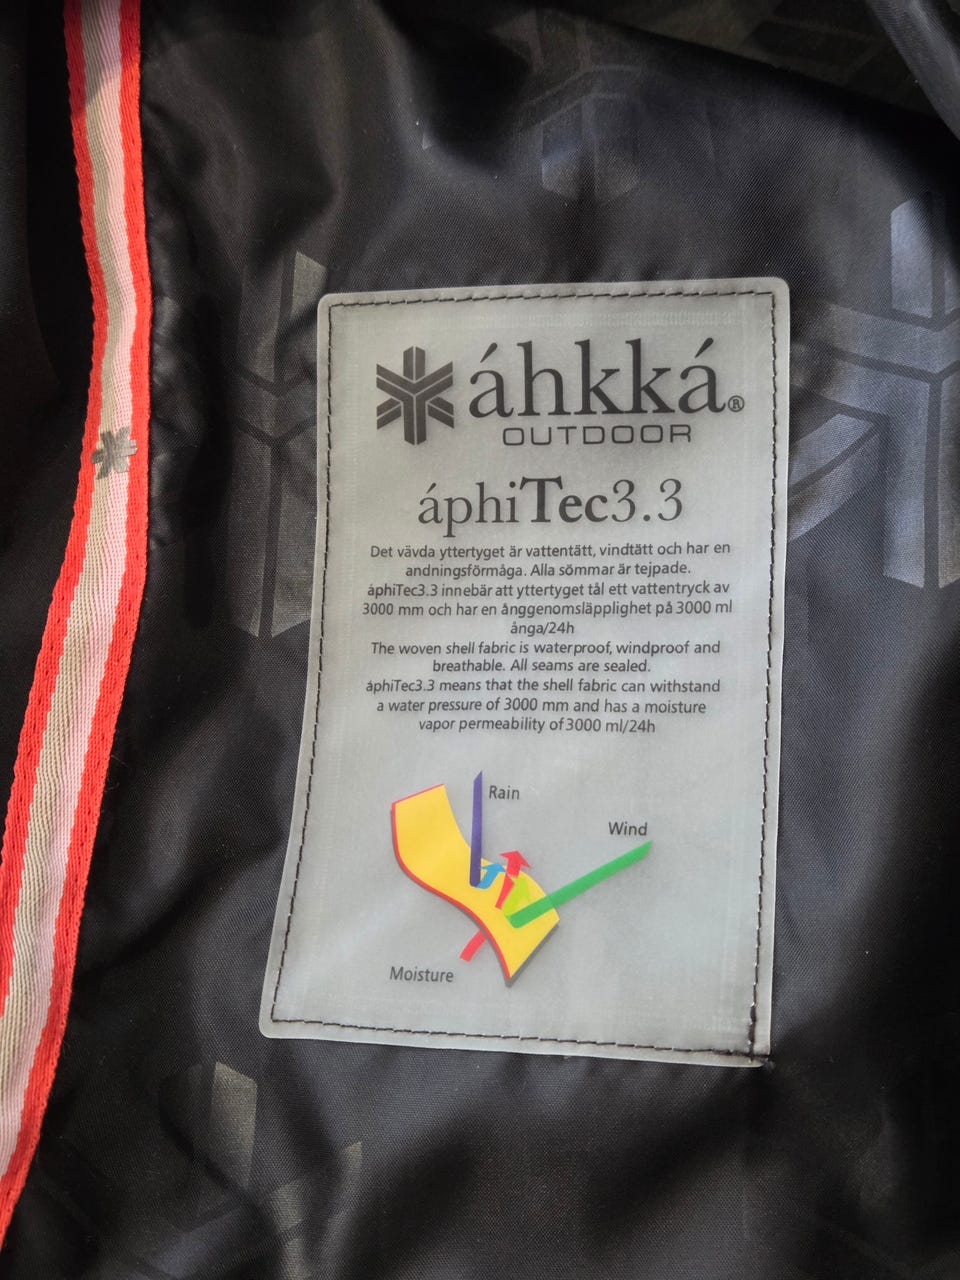 áhkká®
OUTDOOR
áphiTec3.3
Det vävda yttertyget är vattentätt, vindtätt och har en
andningsförmåga. Alla sömmar är tejpade.
áphiTec3.3 innebär att yttertyget tål ett vattentryck av
3000 mm och har en ånggenomsläpplighet på 3000 ml
ånga/24h
The woven shell fabric is waterproof, windproof and
breathable. All seams are sealed.
áphiTec3.3 means that the shell fabric can withstand
a water pressure of 3000 mm and has a moisture
vapor permeability of 3000 ml/24h
Rain
Wind
Moisture